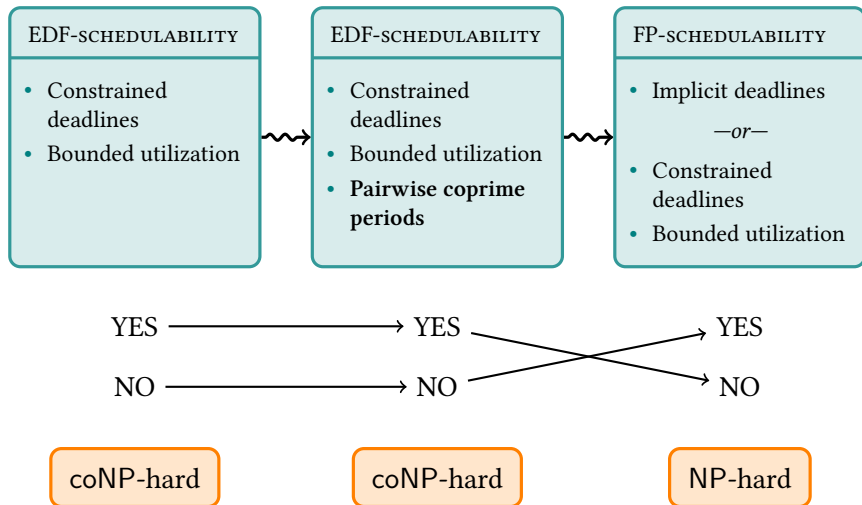 EDF-SCHEDULABILITY
• Constrained
deadlines
• Bounded utilization
EDF-SCHEDULABILITY
• Constrained
deadlines
• Bounded utilization
• Pairwise coprime
periods
FP-SCHEDULABILITY
• Implicit deadlines
—or—
• Constrained
deadlines
• Bounded utilization
YES YES YES
NO NO NO
coNP-hard coNP-hard NP-hard